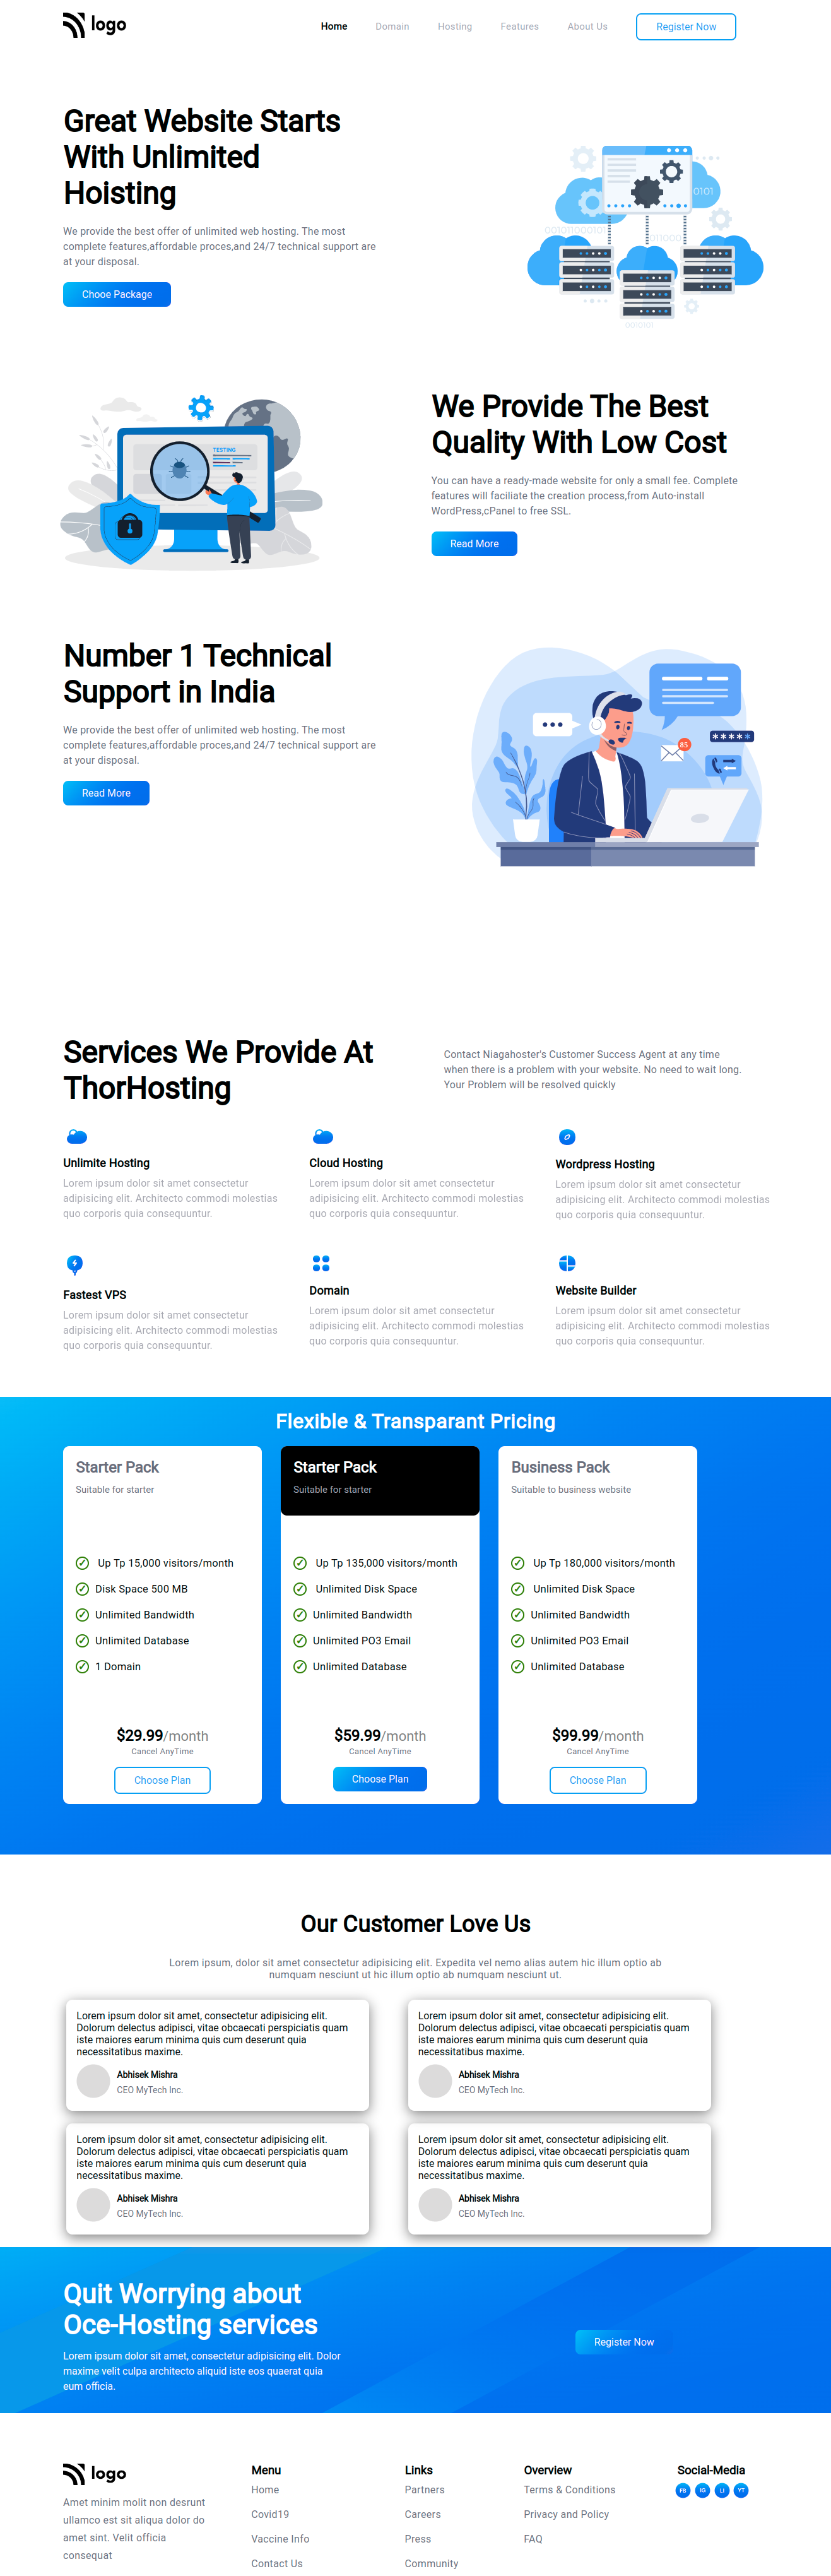 logo
Home
Domain
Hosting
Features
About Us
Register Now
Great Website Starts
With Unlimited
Hoisting
We provide the best offer of unlimited web hosting. The most
complete features,affordable proces,and 24/7 technical support are
at your disposal.
Chooe Package
0101
001011000101
011000
0010101
TESTING
We Provide The Best
Quality With Low Cost
You can have a ready-made website for only a small fee. Complete
features will faciliate the creation process,from Auto-install
WordPress,cPanel to free SSL.
Read More
Number 1 Technical
Support in India
We provide the best offer of unlimited web hosting. The most
complete features,affordable proces,and 24/7 technical support are
at your disposal.
Read More
85
*****
Services We Provide At
ThorHosting
Contact Niagahoster's Customer Success Agent at any time
when there is a problem with your website. No need to wait long.
Your Problem will be resolved quickly
Unlimite Hosting
Lorem ipsum dolor sit amet consectetur
adipisicing elit. Architecto commodi molestias
quo corporis quia consequuntur.
Cloud Hosting
Lorem ipsum dolor sit amet consectetur
adipisicing elit. Architecto commodi molestias
quo corporis quia consequuntur.
Wordpress Hosting
Lorem ipsum dolor sit amet consectetur
adipisicing elit. Architecto commodi molestias
quo corporis quia consequuntur.
Fastest VPS
Lorem ipsum dolor sit amet consectetur
adipisicing elit. Architecto commodi molestias
quo corporis quia consequuntur.
Domain
Lorem ipsum dolor sit amet consectetur
adipisicing elit. Architecto commodi molestias
quo corporis quia consequuntur.
Website Builder
Lorem ipsum dolor sit amet consectetur
adipisicing elit. Architecto commodi molestias
quo corporis quia consequuntur.
Flexible & Transparant Pricing
Starter Pack
Suitable for starter
Up Tp 15,000 visitors/month
Disk Space 500 MB
Unlimited Bandwidth
Unlimited Database
1 Domain
$29.99/month
Cancel AnyTime
Choose Plan
Starter Pack
Suitable for starter
Up Tp 135,000 visitors/month
Unlimited Disk Space
Unlimited Bandwidth
Unlimited PO3 Email
Unlimited Database
$59.99/month
Cancel AnyTime
Choose Plan
Business Pack
Suitable to business website
Up Tp 180,000 visitors/month
Unlimited Disk Space
Unlimited Bandwidth
Unlimited PO3 Email
Unlimited Database
$99.99/month
Cancel AnyTime
Choose Plan
Our Customer Love Us
Lorem ipsum, dolor sit amet consectetur adipisicing elit. Expedita vel nemo alias autem hic illum optio ab
numquam nesciunt ut hic illum optio ab numquam nesciunt ut.
Lorem ipsum dolor sit amet, consectetur adipisicing elit.
Dolorum delectus adipisci, vitae obcaecati perspiciatis quam
iste maiores earum minima quis cum deserunt quia
necessitatibus maxime.
Abhisek Mishra
CEO MyTech Inc.
Lorem ipsum dolor sit amet, consectetur adipisicing elit.
Dolorum delectus adipisci, vitae obcaecati perspiciatis quam
iste maiores earum minima quis cum deserunt quia
necessitatibus maxime.
Abhisek Mishra
CEO MyTech Inc.
Lorem ipsum dolor sit amet, consectetur adipisicing elit.
Dolorum delectus adipisci, vitae obcaecati perspiciatis quam
iste maiores earum minima quis cum deserunt quia
necessitatibus maxime.
Abhisek Mishra
CEO MyTech Inc.
Lorem ipsum dolor sit amet, consectetur adipisicing elit.
Dolorum delectus adipisci, vitae obcaecati perspiciatis quam
iste maiores earum minima quis cum deserunt quia
necessitatibus maxime.
Abhisek Mishra
CEO MyTech Inc.
Quit Worrying about
Oce-Hosting services
Lorem ipsum dolor sit amet, consectetur adipisicing elit. Dolor
maxime velit culpa architecto aliquid iste eos quaerat quia
eum officia.
Register Now
logo
Amet minim molit non desrunt
ullamco est sit aliqua dolor do
amet sint. Velit officia
consequat
Menu
Home
Covid19
Vaccine Info
Contact Us
Links
Partners
Careers
Press
Community
Overview
Terms & Conditions
Privacy and Policy
FAQ
Social-Media
FB
IG
LI
YT